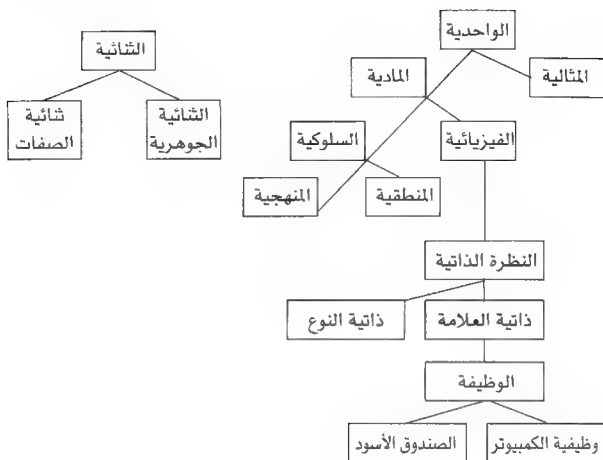 الواحدية
الثنائية
المثالية
المادية
الثنائية
الجوهرية
ثنائية
الصفات
الفيزيائية
السلوكية
المنطقية
المنهجية
النظرة الذاتية
ذاتية العلامة
ذاتية النوع
الوظيفة
وظيفية الكمبيوتر
الصندوق الأسود